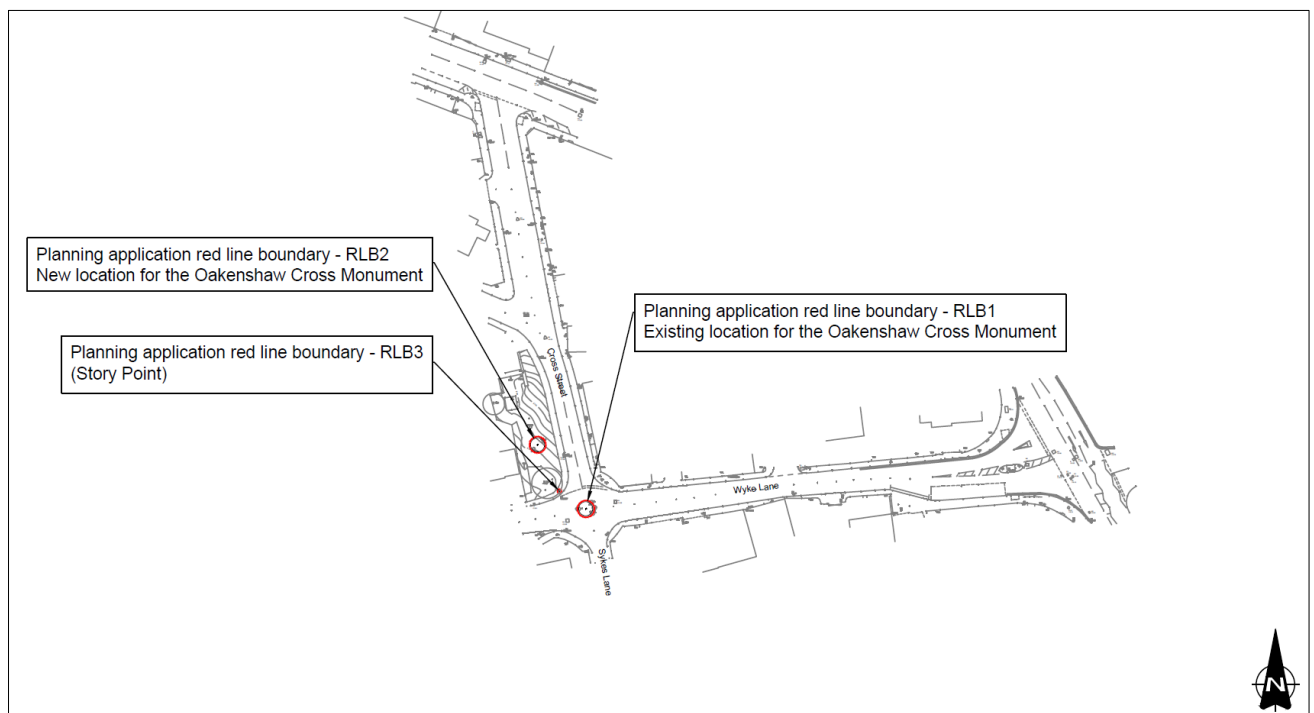 Planning application red line boundary - RLB2
New location for the Oakenshaw Cross Monument
Planning application red line boundary - RLB1
Existing location for the Oakenshaw Cross Monument
Planning application red line boundary - RLB3
(Story Point)
Cross Street
Wyke Lane
Sykes Lane
N